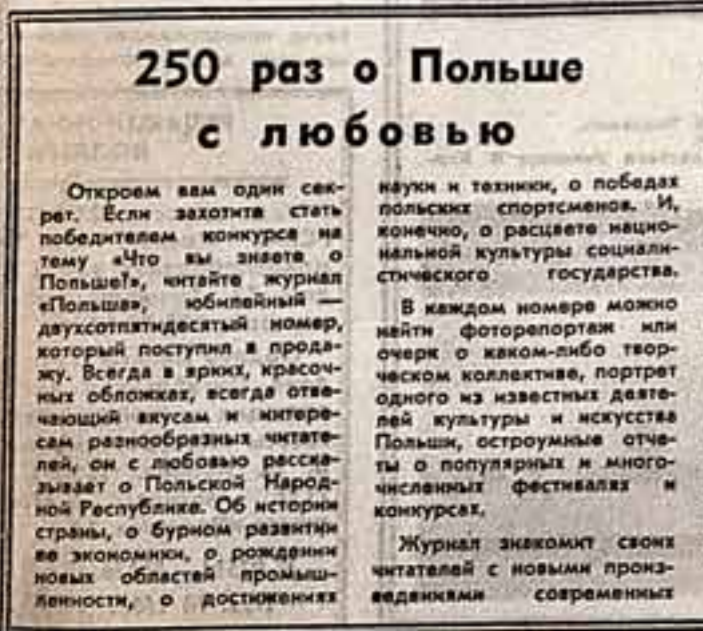 250 раз о Польше
с любовью
Откроем вам один сек-
рет. Если захотите стать
победителем конкурса на
тему «Что вы знаете о
Польше?», читайте журнал
«Польша», юбилейный —
двухсотпятидесятый номер,
который поступил в прода-
жу. Всегда в ярких, красоч-
ных обложках, всегда отве-
чающий вкусам и интере-
сам разнообразных читате-
лей, он с любовью расска-
зывает о Польской Народ-
ной Республике. Об истории
страны, о бурном развитии
ее экономики, о рождении
новых областей промыш-
ленности, о достижениях
науки и техники, о победах
польских спортсменов. И,
конечно, о расцвете нацио-
нальной культуры социали-
стического государства.
В каждом номере можно
найти фоторепортаж или
очерк о каком-либо твор-
ческом коллективе, портрет
одного из известных деяте-
лей культуры и искусства
Польши, остроумные отче-
ты о популярных и много-
численных фестивалях и
конкурсах.
Журнал знакомит своих
читателей с новыми произ-
ведениями современных